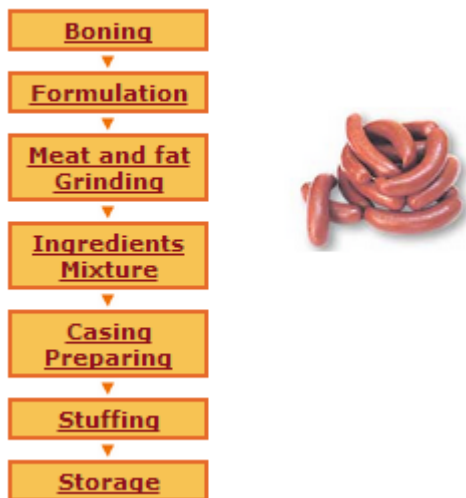 Boning
Formulation
Meat and fat
Grinding
Ingredients
Mixture
Casing
Preparing
Stuffing
Storage